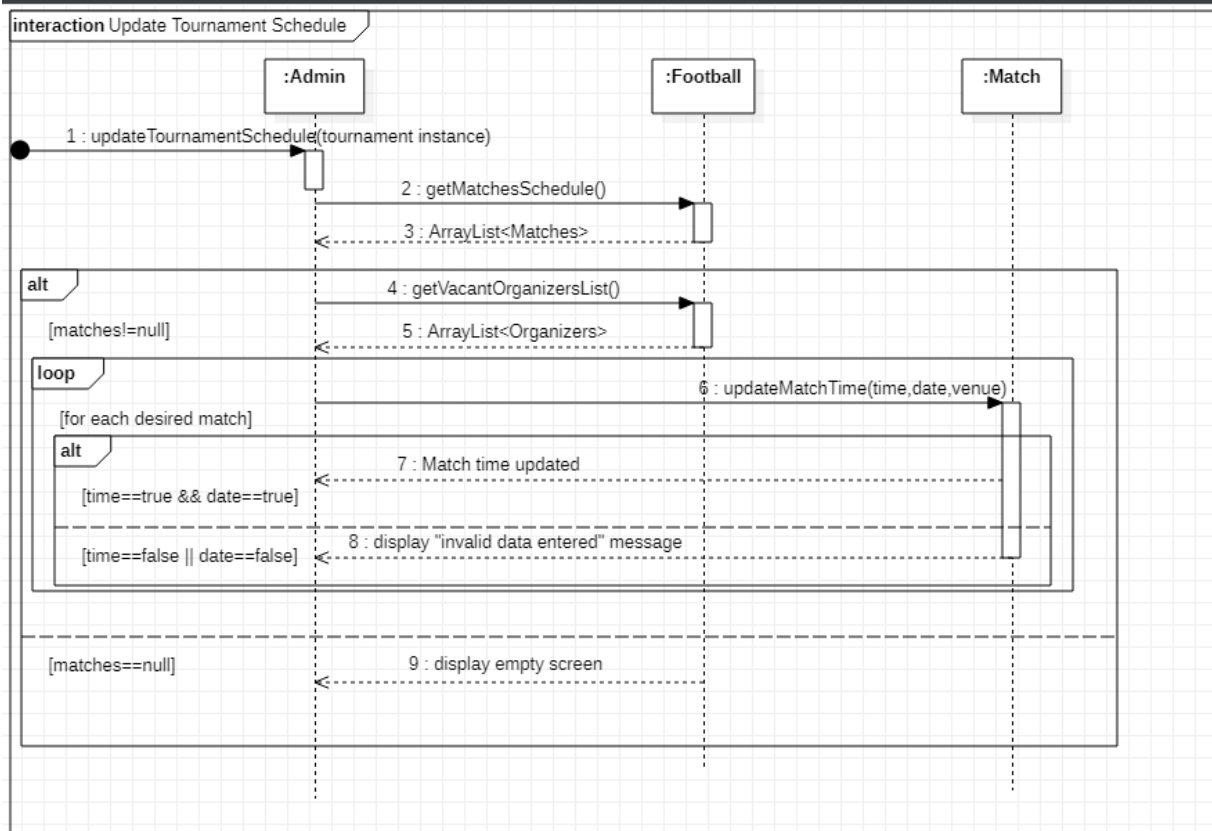 interaction Update Tournament Schedule
:Admin
:Football
:Match
1 : updateTournamentSchedule(tournament instance)
2 : getMatchesSchedule()
3 : ArrayList<Matches>
alt
4 : getVacantOrganizersList()
[matches!=null]
5 : ArrayList<Organizers>
loop
6 : updateMatchTime(time,date,venue)
[for each desired match]
alt
7 : Match time updated
[time==true && date==true]
8 : display "invalid data entered" message
[time==false || date==false]
[matches==null]
9 : display empty screen